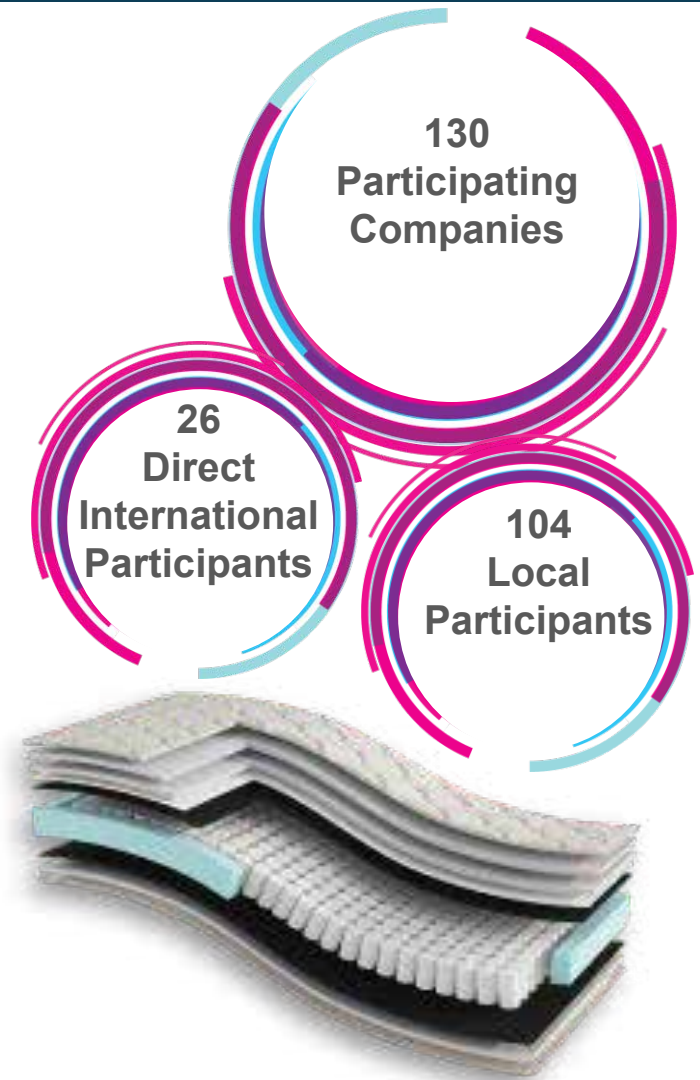 130
Participating
Companies
26
Direct
International
Participants
104
Local
Participants